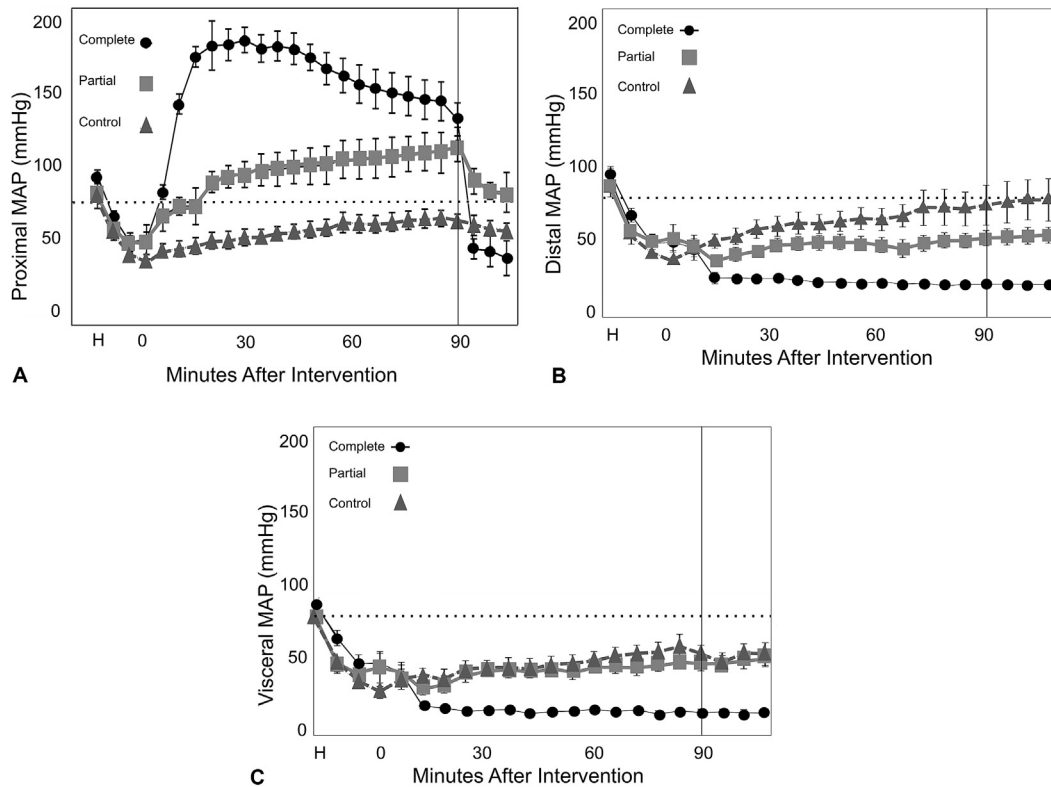 200
150
100
50
0
Proximal MAP (mmHg)
Complete
Partial
Control
H 0 30 60 90
Minutes After Intervention
A
200
150
100
50
0
Distal MAP (mmHg)
Complete
Partial
Control
H 0 30 60 90
Minutes After Intervention
B
200
150
100
50
0
Visceral MAP (mmHg)
Complete
Partial
Control
H 0 30 60 90
Minutes After Intervention
C